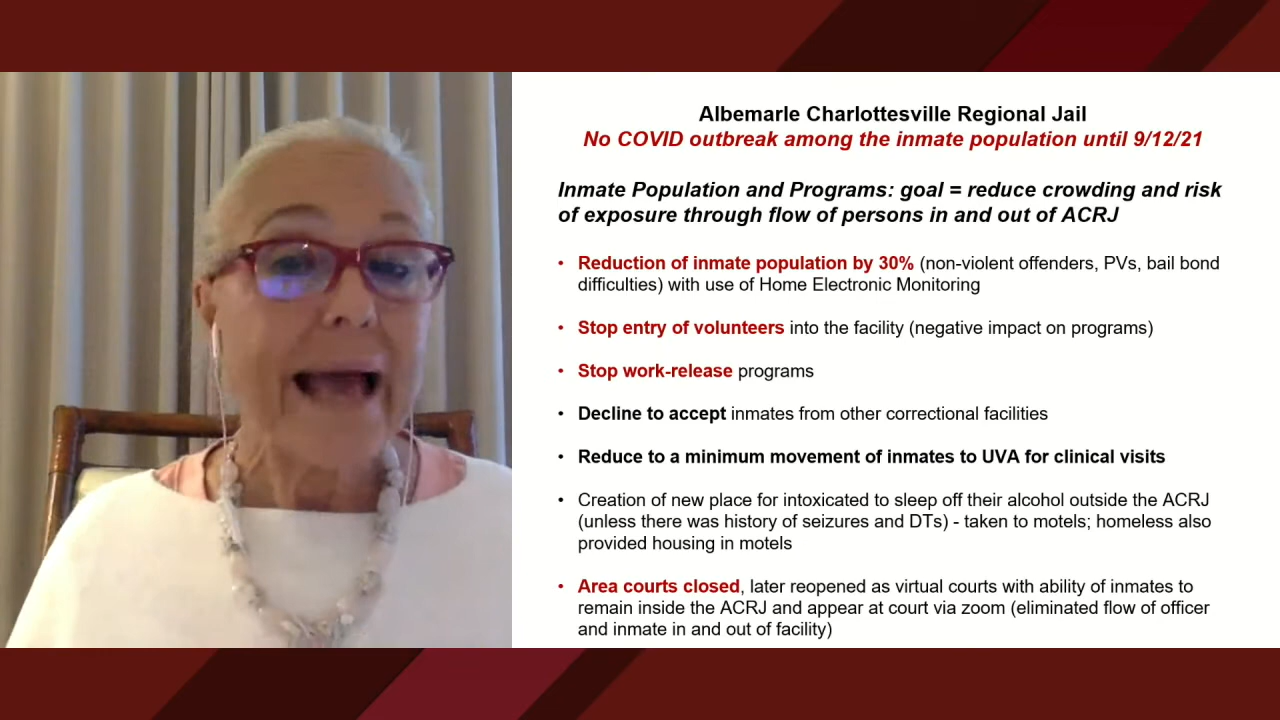 Albemarle Charlottesville Regional Jail
No COVID outbreak among the inmate population until 9/12/21
Inmate Population and Programs: goal = reduce crowding and risk
of exposure through flow of persons in and out of ACRJ
• Reduction of inmate population by 30% (non-violent offenders, PVs, bail bond
difficulties) with use of Home Electronic Monitoring
• Stop entry of volunteers into the facility (negative impact on programs)
• Stop work-release programs
• Decline to accept inmates from other correctional facilities
• Reduce to a minimum movement of inmates to UVA for clinical visits
• Creation of new place for intoxicated to sleep off their alcohol outside the ACRJ
(unless there was history of seizures and DTs) - taken to motels; homeless also
provided housing in motels
• Area courts closed, later reopened as virtual courts with ability of inmates to
remain inside the ACRJ and appear at court via zoom (eliminated flow of officer
and inmate in and out of facility)